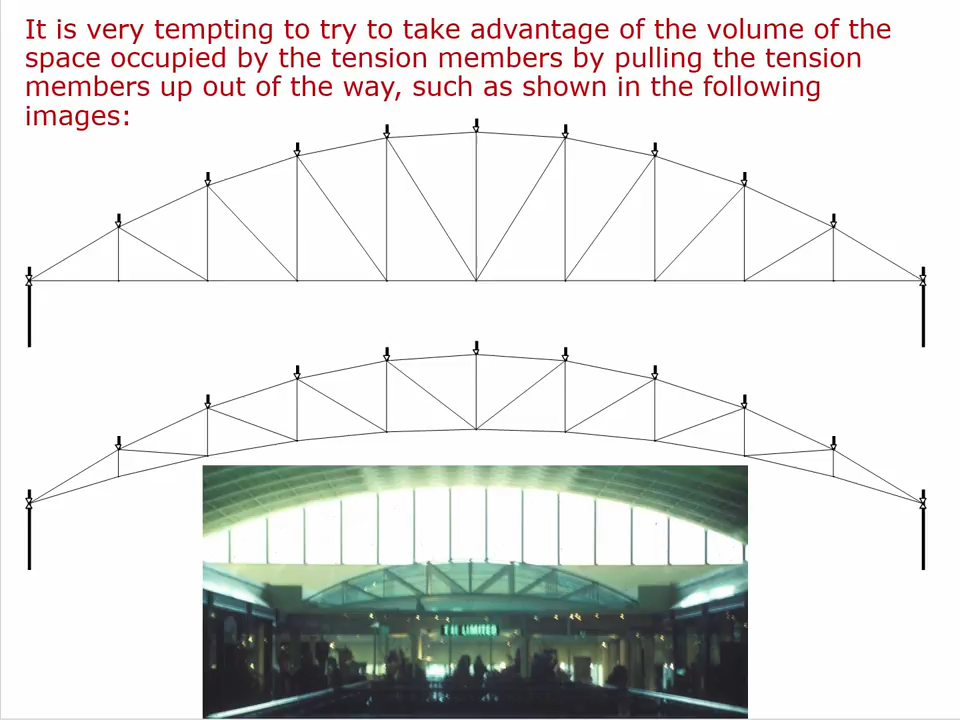 It is very tempting to try to take advantage of the volume of the
space occupied by the tension members by pulling the tension
members up out of the way, such as shown in the following
images:
LIMITED